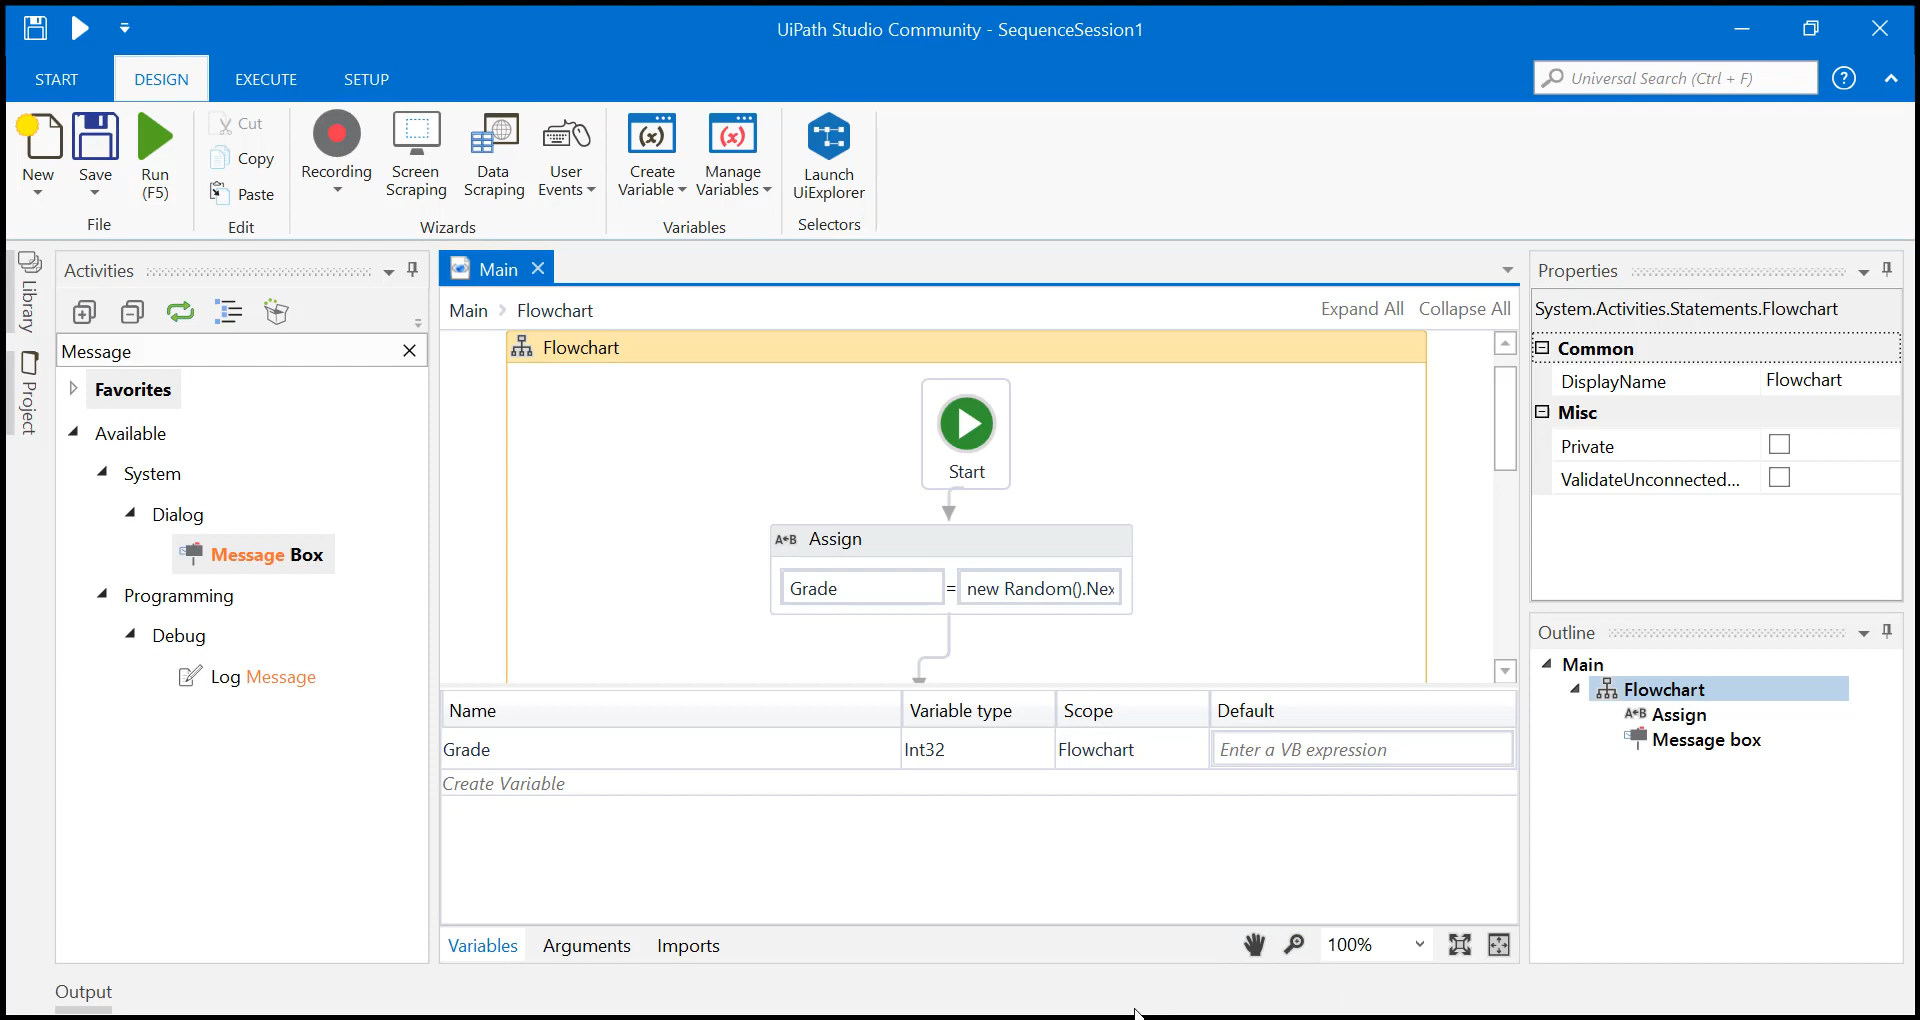 UiPath Studio Community - SequenceSession1
START DESIGN EXECUTE SETUP
Universal Search (Ctrl + F)
New
Save
Run
(F5)
File
Cut
Copy
Paste
Edit
Recording
Screen
Scraping
Data
Scraping
User
Events
Wizards
Create
Variable
Manage
Variables
Variables
Launch
UiExplorer
Selectors
Library
Project
Activities
Message
Favorites
Available
System
Dialog
Message Box
Programming
Debug
Log Message
Main
Main Flowchart
Expand All Collapse All
Flowchart
Start
A←B Assign
Grade = new Random().Nex
Name Variable type Scope Default
Grade Int32 Flowchart Enter a VB expression
Create Variable
Variables Arguments Imports
100%
Properties
System.Activities.Statements.Flowchart
Common
DisplayName Flowchart
Misc
Private
ValidateUnconnected...
Outline
Main
Flowchart
A←B Assign
Message box
Output